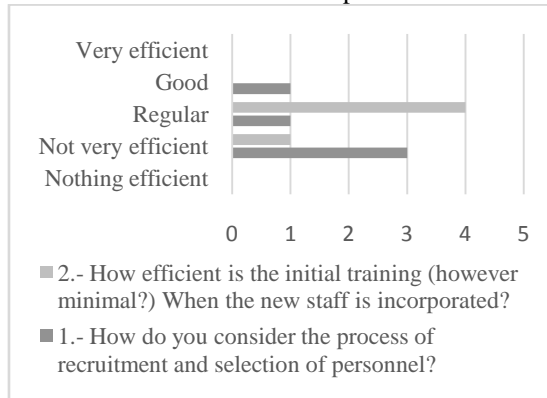 Very efficient
Good
Regular
Not very efficient
Nothing efficient
0 1 2 3 4 5
2.- How efficient is the initial training (however
minimal?) When the new staff is incorporated?
1.- How do you consider the process of
recruitment and selection of personnel?